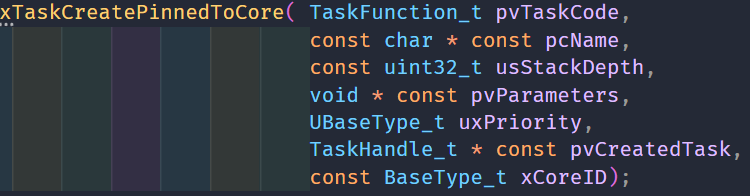 xTaskCreatePinnedToCore( TaskFunction_t pvTaskCode,
const char * const pcName,
const uint32_t usStackDepth,
void * const pvParameters,
UBaseType_t uxPriority,
TaskHandle_t * const pvCreatedTask,
const BaseType_t xCoreID);